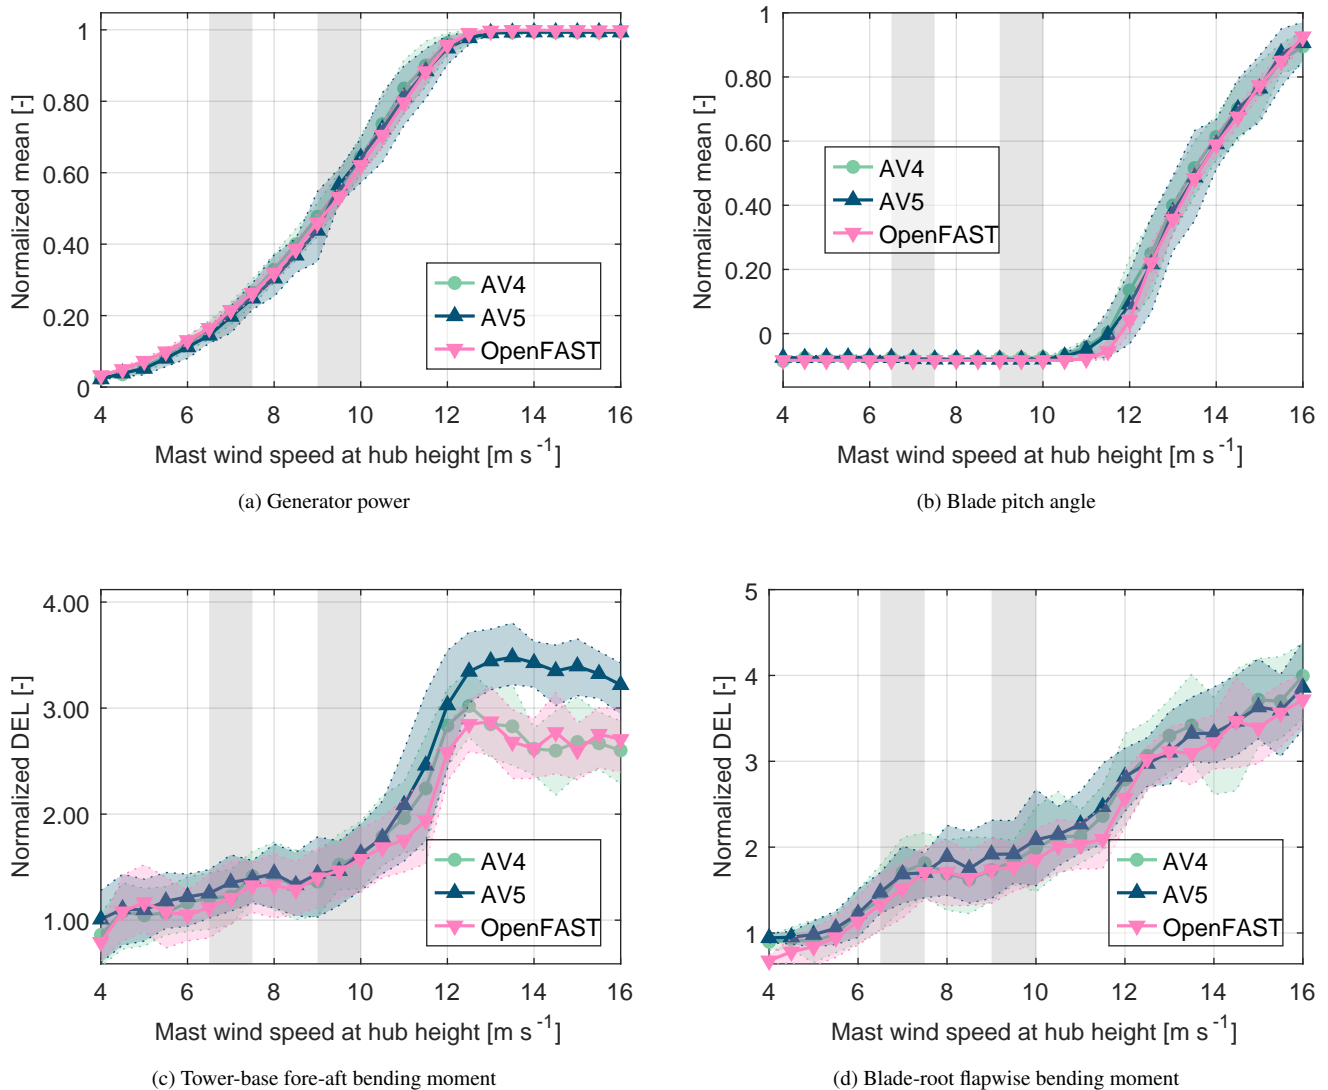 1
0.80
0.60
0.40
0.20
0
4
6
8
10
12
14
16
Normalized mean [-]
Mast wind speed at hub height [m s⁻¹]
AV4
AV5
OpenFAST
(a) Generator power
1
0.80
0.60
0.40
0.20
0
4
6
8
10
12
14
16
Normalized mean [-]
Mast wind speed at hub height [m s⁻¹]
AV4
AV5
OpenFAST
(b) Blade pitch angle
4.00
3.00
2.00
1.00
4
6
8
10
12
14
16
Normalized DEL [-]
Mast wind speed at hub height [m s⁻¹]
AV4
AV5
OpenFAST
(c) Tower-base fore-aft bending moment
5
4
3
2
1
4
6
8
10
12
14
16
Normalized DEL [-]
Mast wind speed at hub height [m s⁻¹]
AV4
AV5
OpenFAST
(d) Blade-root flapwise bending moment